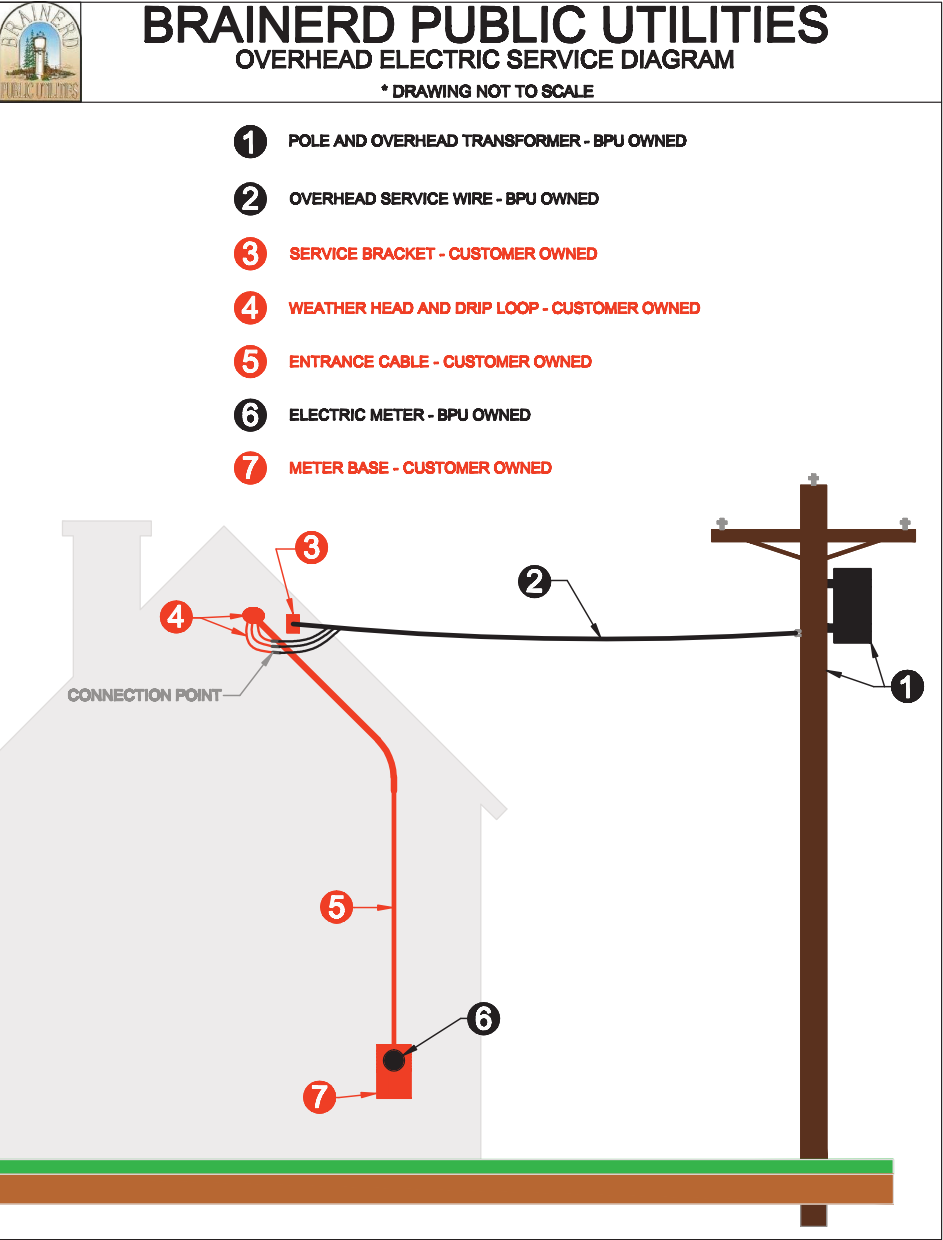 BRAINERD
PUBLIC UTILITIES
BRAINERD PUBLIC UTILITIES
OVERHEAD ELECTRIC SERVICE DIAGRAM
* DRAWING NOT TO SCALE
1 POLE AND OVERHEAD TRANSFORMER - BPU OWNED
2 OVERHEAD SERVICE WIRE - BPU OWNED
3 SERVICE BRACKET - CUSTOMER OWNED
4 WEATHER HEAD AND DRIP LOOP - CUSTOMER OWNED
5 ENTRANCE CABLE - CUSTOMER OWNED
6 ELECTRIC METER - BPU OWNED
7 METER BASE - CUSTOMER OWNED
3
2
4
1
CONNECTION POINT
5
6
7